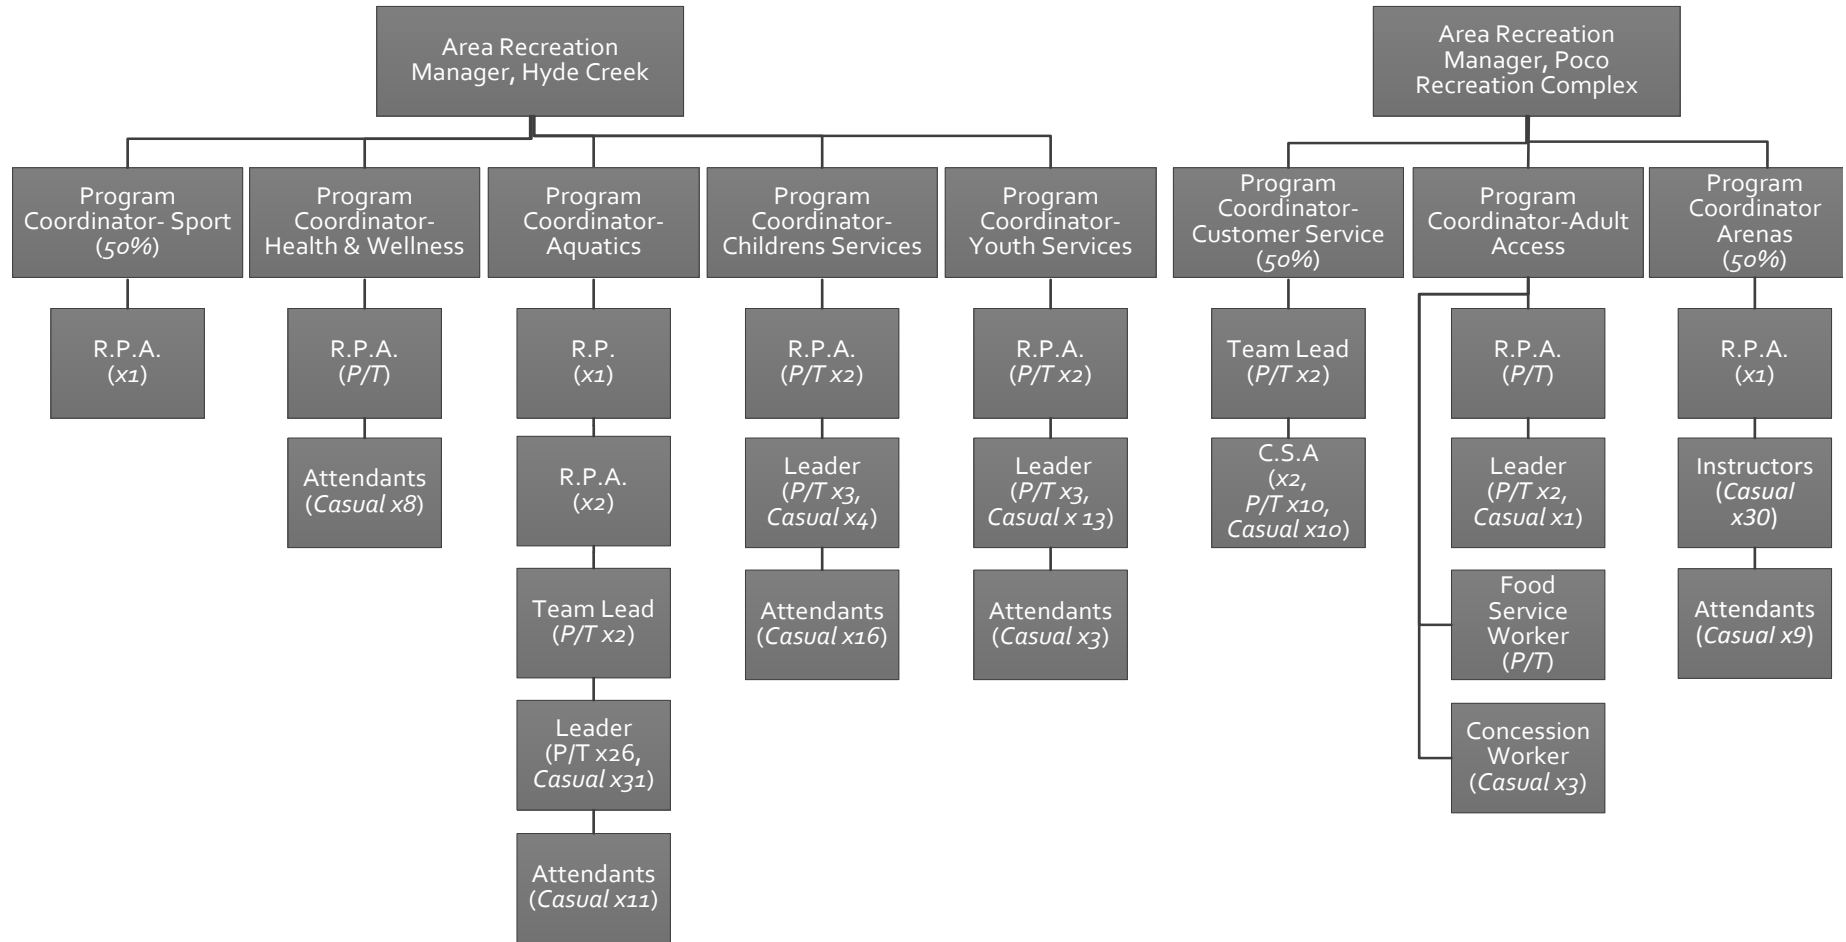 Area Recreation
Manager, Hyde Creek
Area Recreation
Manager, Poco
Recreation Complex
Program
Coordinator- Sport
(50%)
Program
Coordinator-
Health & Wellness
Program
Coordinator-
Aquatics
Program
Coordinator-
Childrens Services
Program
Coordinator-
Youth Services
Program
Coordinator-
Customer Service
(50%)
Program
Coordinator-Adult
Access
Program
Coordinator
Arenas
(50%)
R.P.A.
(x1)
R.P.A.
(P/T)
R.P.
(x1)
R.P.A.
(P/T x2)
R.P.A.
(P/T x2)
Team Lead
(P/T x2)
R.P.A.
(P/T)
R.P.A.
(x1)
Attendants
(Casual x8)
R.P.A.
(x2)
Leader
(P/T x3,
Casual x4)
Leader
(P/T x3,
Casual x 13)
C.S.A
(x2,
P/T x10,
Casual x10)
Leader
(P/T x2,
Casual x1)
Instructors
(Casual
x30)
Team Lead
(P/T x2)
Attendants
(Casual x16)
Attendants
(Casual x3)
Food
Service
Worker
(P/T)
Attendants
(Casual x9)
Leader
(P/T x26,
Casual x31)
Concession
Worker
(Casual x3)
Attendants
(Casual x11)